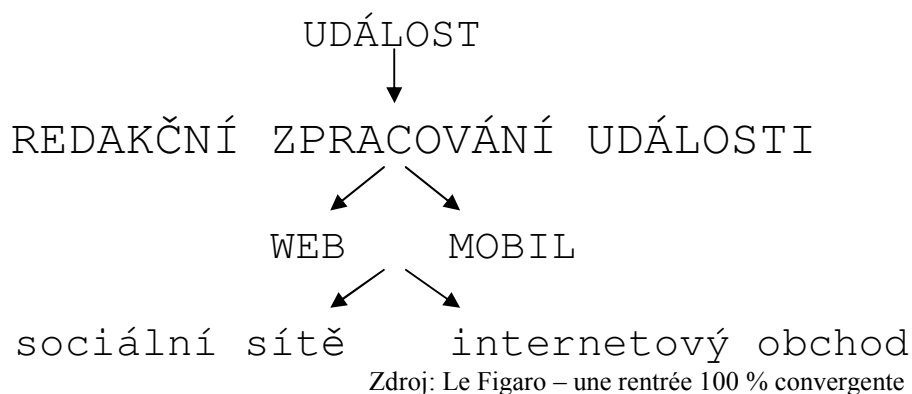 UDÁLOST
REDAKČNÍ ZPRACOVÁNÍ UDÁLOSTI
WEB MOBIL
sociální sítě internetový obchod
Zdroj: Le Figaro – une rentrée 100 % convergente